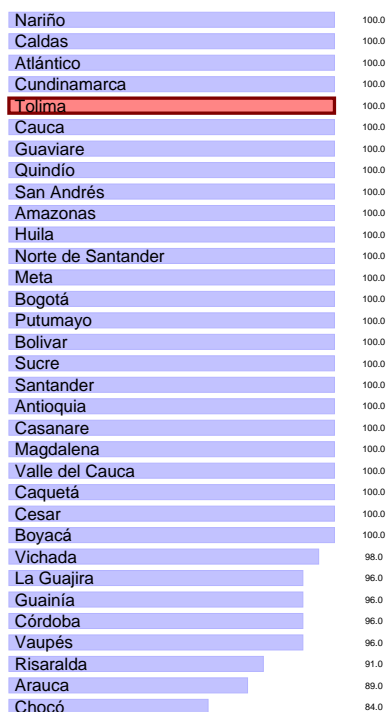 Nariño 100.0
Caldas 100.0
Atlántico 100.0
Cundinamarca 100.0
Tolima 100.0
Cauca 100.0
Guaviare 100.0
Quindío 100.0
San Andrés 100.0
Amazonas 100.0
Huila 100.0
Norte de Santander 100.0
Meta 100.0
Bogotá 100.0
Putumayo 100.0
Bolivar 100.0
Sucre 100.0
Santander 100.0
Antioquia 100.0
Casanare 100.0
Magdalena 100.0
Valle del Cauca 100.0
Caquetá 100.0
Cesar 100.0
Boyacá 100.0
Vichada 98.0
La Guajira 96.0
Guainía 96.0
Córdoba 96.0
Vaupés 96.0
Risaralda 91.0
Arauca 89.0
Chocó 84.0